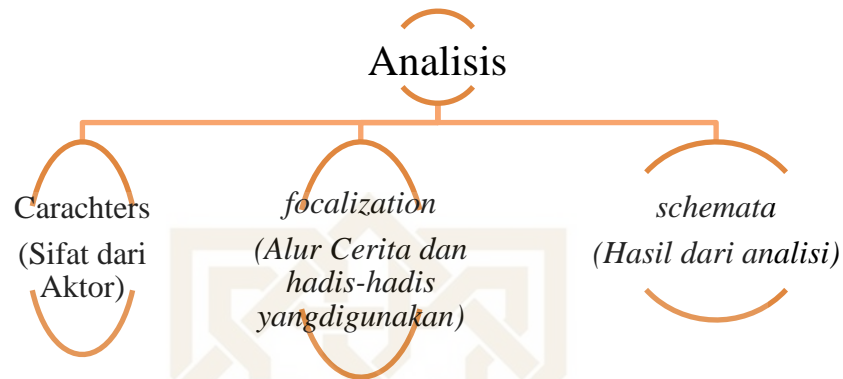 Analisis
Carachters
(Sifat dari
Aktor)
focalization
(Alur Cerita dan
hadis-hadis
yangdigunakan)
schemata
(Hasil dari analisi)